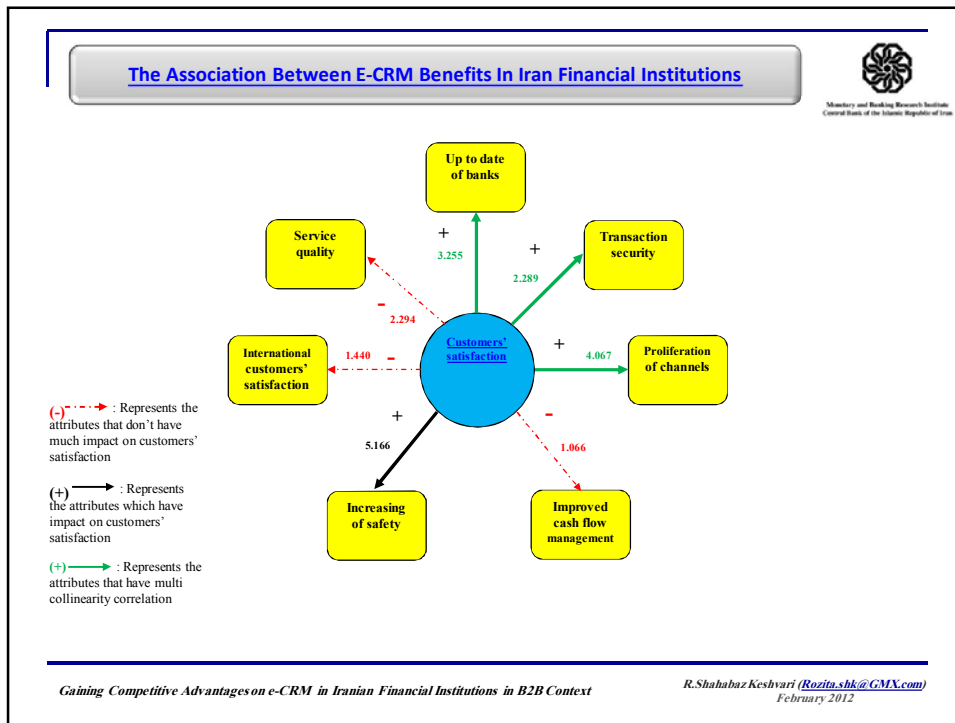 The Association Between E-CRM Benefits In Iran Financial Institutions
Monetary and Banking Research Institute
Central Bank of the Islamic Republic of Iran
Up to date
of banks
Service
quality
+
3.255
+
2.289
Transaction
security
-
2.294
Customers’
satisfaction
International
customers’
satisfaction
1.440
-
+
4.067
Proliferation
of channels
+
5.166
-
1.066
Increasing
of safety
Improved
cash flow
management
(-) : Represents the
attributes that don’t have
much impact on customers’
satisfaction
(+) : Represents
the attributes which have
impact on customers’
satisfaction
(+) : Represents the
attributes that have multi
collinearity correlation
Gaining Competitive Advantages on e-CRM in Iranian Financial Institutions in B2B Context
R.Shahabaz Keshvari (Rozita.shk@GMX.com)
February 2012